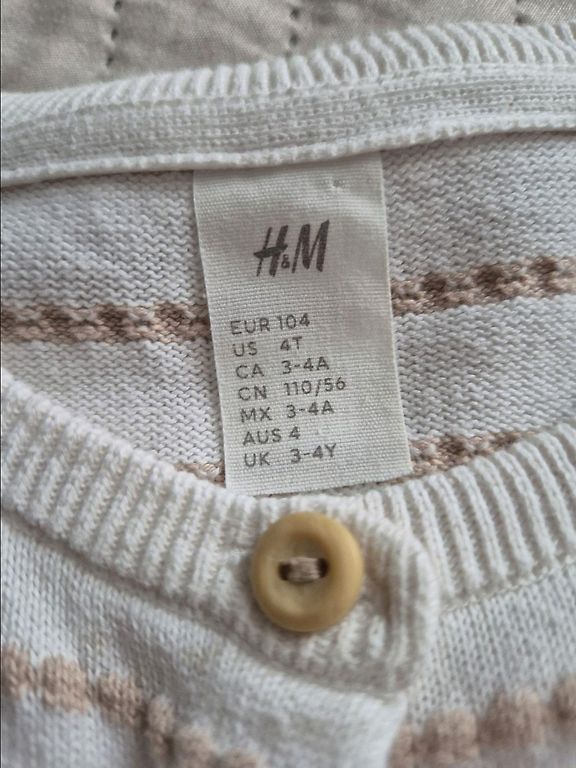 H&M
EUR 104
US 4T
CA 3-4A
CN 110/56
MX 3-4A
AUS 4
UK 3-4Y